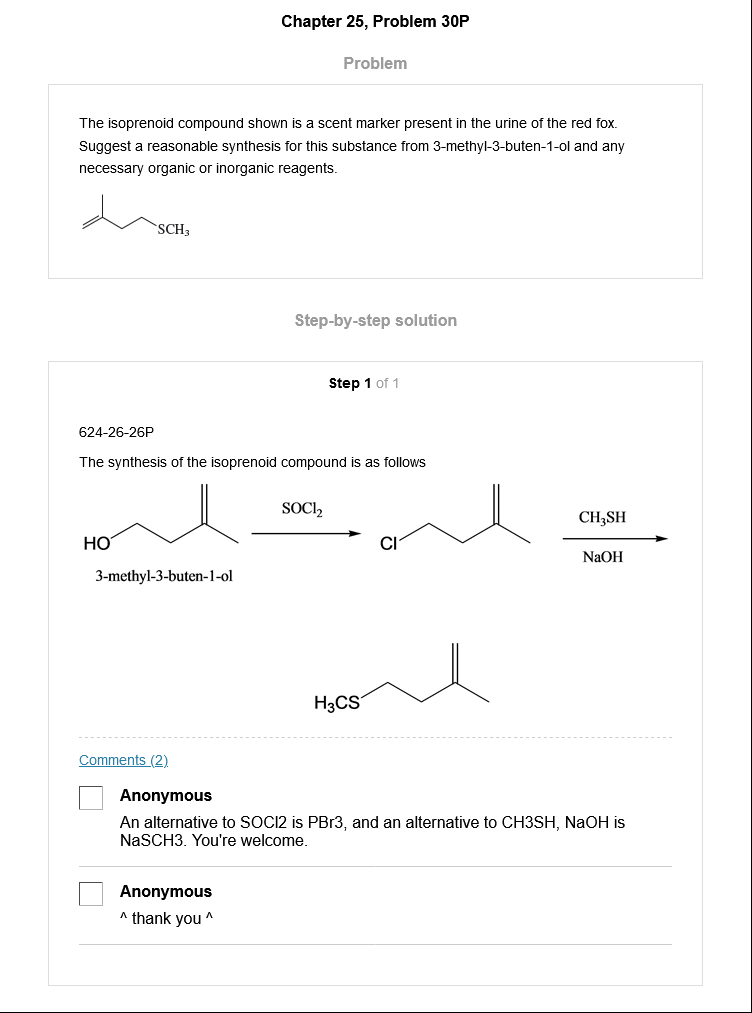 Chapter 25, Problem 30P
Problem
The isoprenoid compound shown is a scent marker present in the urine of the red fox.
Suggest a reasonable synthesis for this substance from 3-methyl-3-buten-1-ol and any
necessary organic or inorganic reagents.
SCH₃
Step-by-step solution
Step 1 of 1
624-26-26P
The synthesis of the isoprenoid compound is as follows
HO
3-methyl-3-buten-1-ol
SOCl₂
Cl
CH₃SH
NaOH
H₃CS
Comments (2)
Anonymous
An alternative to SOCl2 is PBr3, and an alternative to CH3SH, NaOH is
NaSCH3. You're welcome.
Anonymous
^ thank you ^